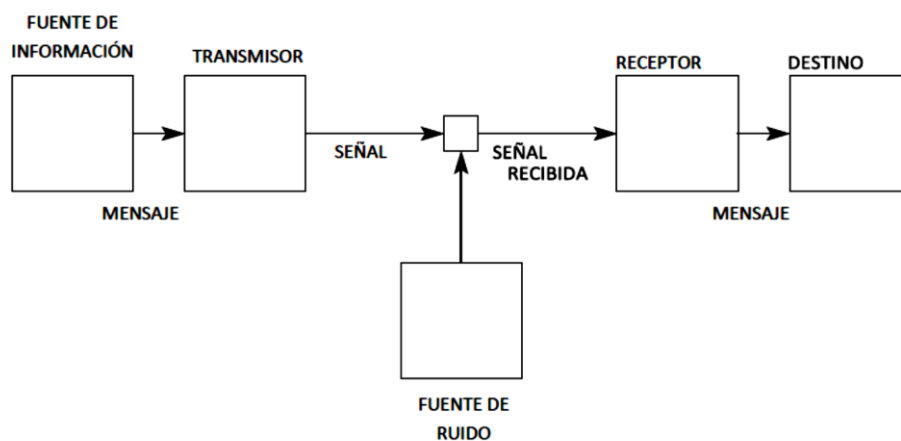 FUENTE DE
INFORMACIÓN
TRANSMISOR
RECEPTOR
DESTINO
SEÑAL
SEÑAL
RECIBIDA
MENSAJE
MENSAJE
FUENTE DE
RUIDO